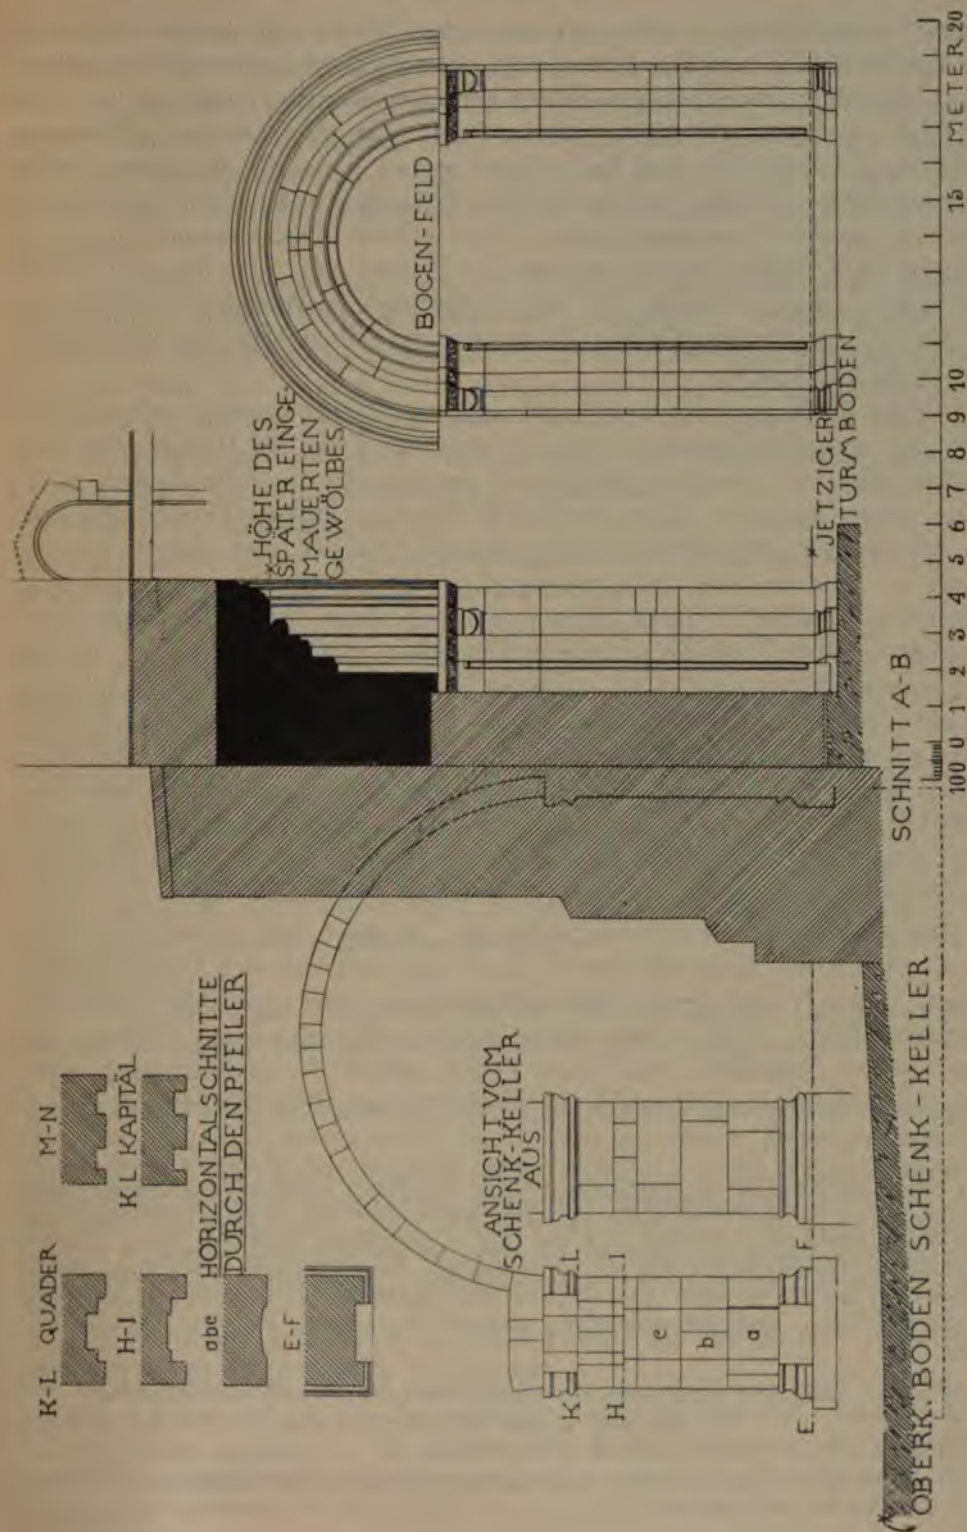 K-L QUADER M-N
H-I K L KAPITÄL
abe HORIZONTALSCHNITTE
DURCH DEN PFEILER
E-F
ANSICHT VOM
SCHENK-KELLER
AUS
K L
H I
e
b
a
E. F.
OBERK. BODEN SCHENK-KELLER
SCHNITT A-B
HÖHE DES
SPÄTER EINGE-
MAUERTEN
GEWÖLBES
BOGEN-FELD
JETZIGER
TURMBODEN
100 0 1 2 3 4 5 6 7 8 9 10 15 METER 20